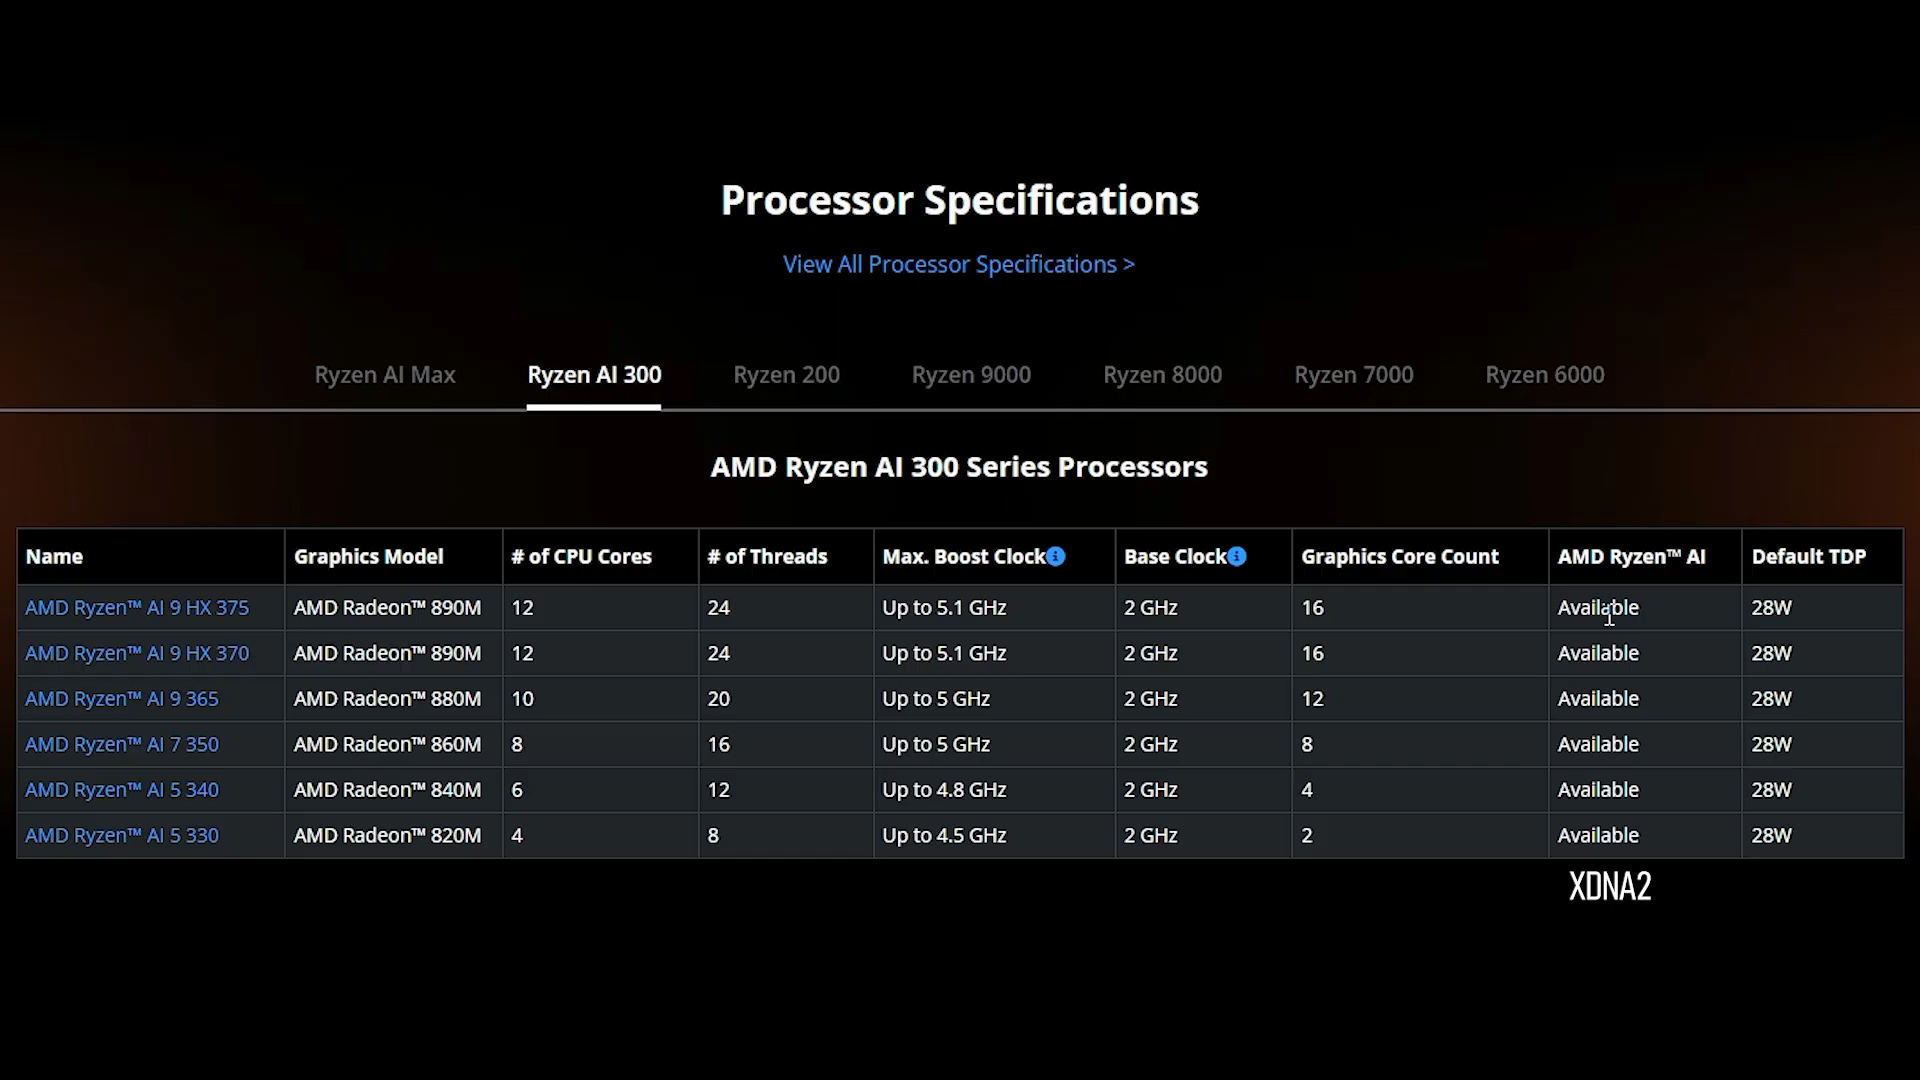 Processor Specifications
View All Processor Specifications >
Ryzen AI Max Ryzen AI 300 Ryzen 200 Ryzen 9000 Ryzen 8000 Ryzen 7000 Ryzen 6000
AMD Ryzen AI 300 Series Processors
Name Graphics Model # of CPU Cores # of Threads Max. Boost Clock Base Clock Graphics Core Count AMD Ryzen™ AI Default TDP
AMD Ryzen™ AI 9 HX 375 AMD Radeon™ 890M 12 24 Up to 5.1 GHz 2 GHz 16 Available 28W
AMD Ryzen™ AI 9 HX 370 AMD Radeon™ 890M 12 24 Up to 5.1 GHz 2 GHz 16 Available 28W
AMD Ryzen™ AI 9 365 AMD Radeon™ 880M 10 20 Up to 5 GHz 2 GHz 12 Available 28W
AMD Ryzen™ AI 7 350 AMD Radeon™ 860M 8 16 Up to 5 GHz 2 GHz 8 Available 28W
AMD Ryzen™ AI 5 340 AMD Radeon™ 840M 6 12 Up to 4.8 GHz 2 GHz 4 Available 28W
AMD Ryzen™ AI 5 330 AMD Radeon™ 820M 4 8 Up to 4.5 GHz 2 GHz 2 Available 28W
XDNA2